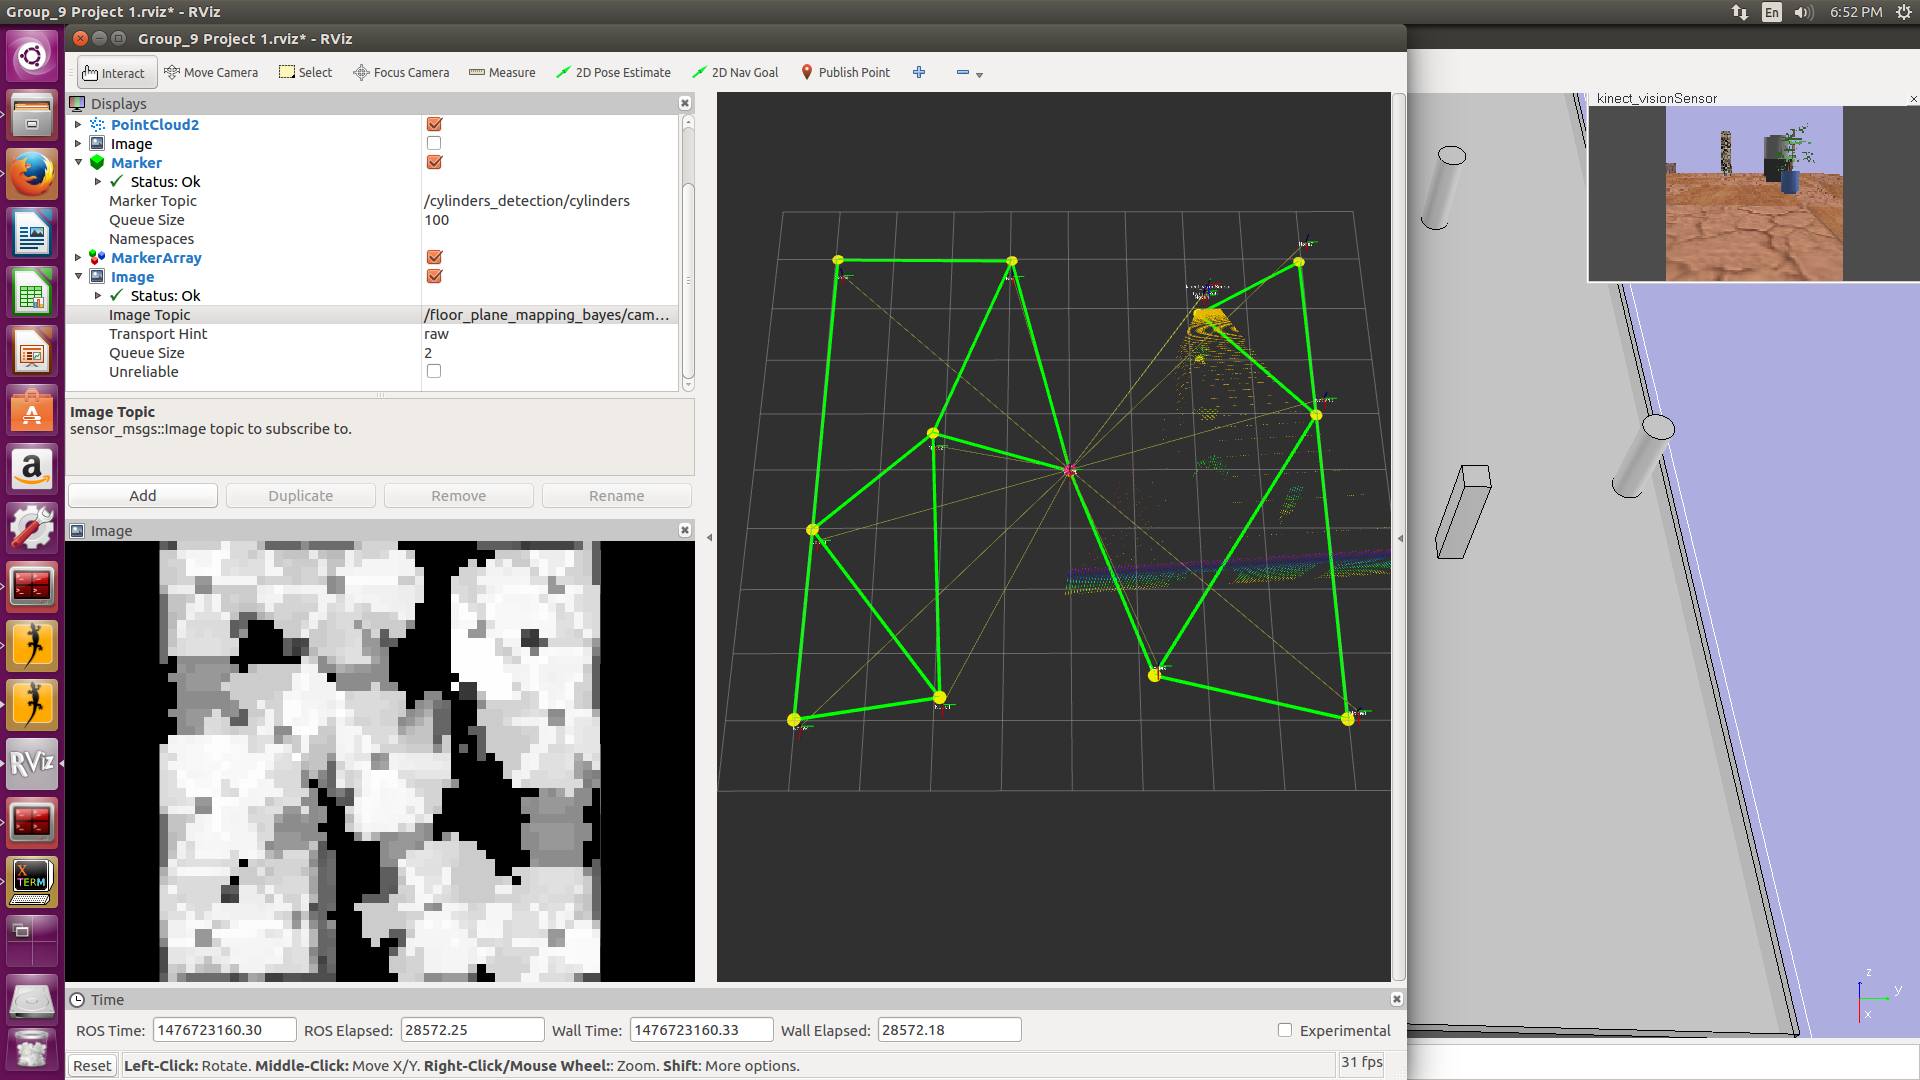 Group_9 Project 1.rviz* - RViz
En
6:52 PM
Group_9 Project 1.rviz* - RViz
Interact
Move Camera
Select
Focus Camera
Measure
2D Pose Estimate
2D Nav Goal
Publish Point
Displays
PointCloud2
Image
Marker
Status: Ok
Marker Topic
/cylinders_detection/cylinders
Queue Size
100
Namespaces
MarkerArray
Image
Status: Ok
Image Topic
/floor_plane_mapping_bayes/cam...
Transport Hint
raw
Queue Size
2
Unreliable
Image Topic
sensor_msgs::Image topic to subscribe to.
Add
Duplicate
Remove
Rename
Image
kinect_visionSensor
kinect_visionSensor
z
y
x
RViz
X
TERM
Time
ROS Time:
1476723160.30
ROS Elapsed:
28572.25
Wall Time:
1476723160.33
Wall Elapsed:
28572.18
Experimental
Reset
Left-Click: Rotate. Middle-Click: Move X/Y. Right-Click/Mouse Wheel:: Zoom. Shift: More options.
31 fps